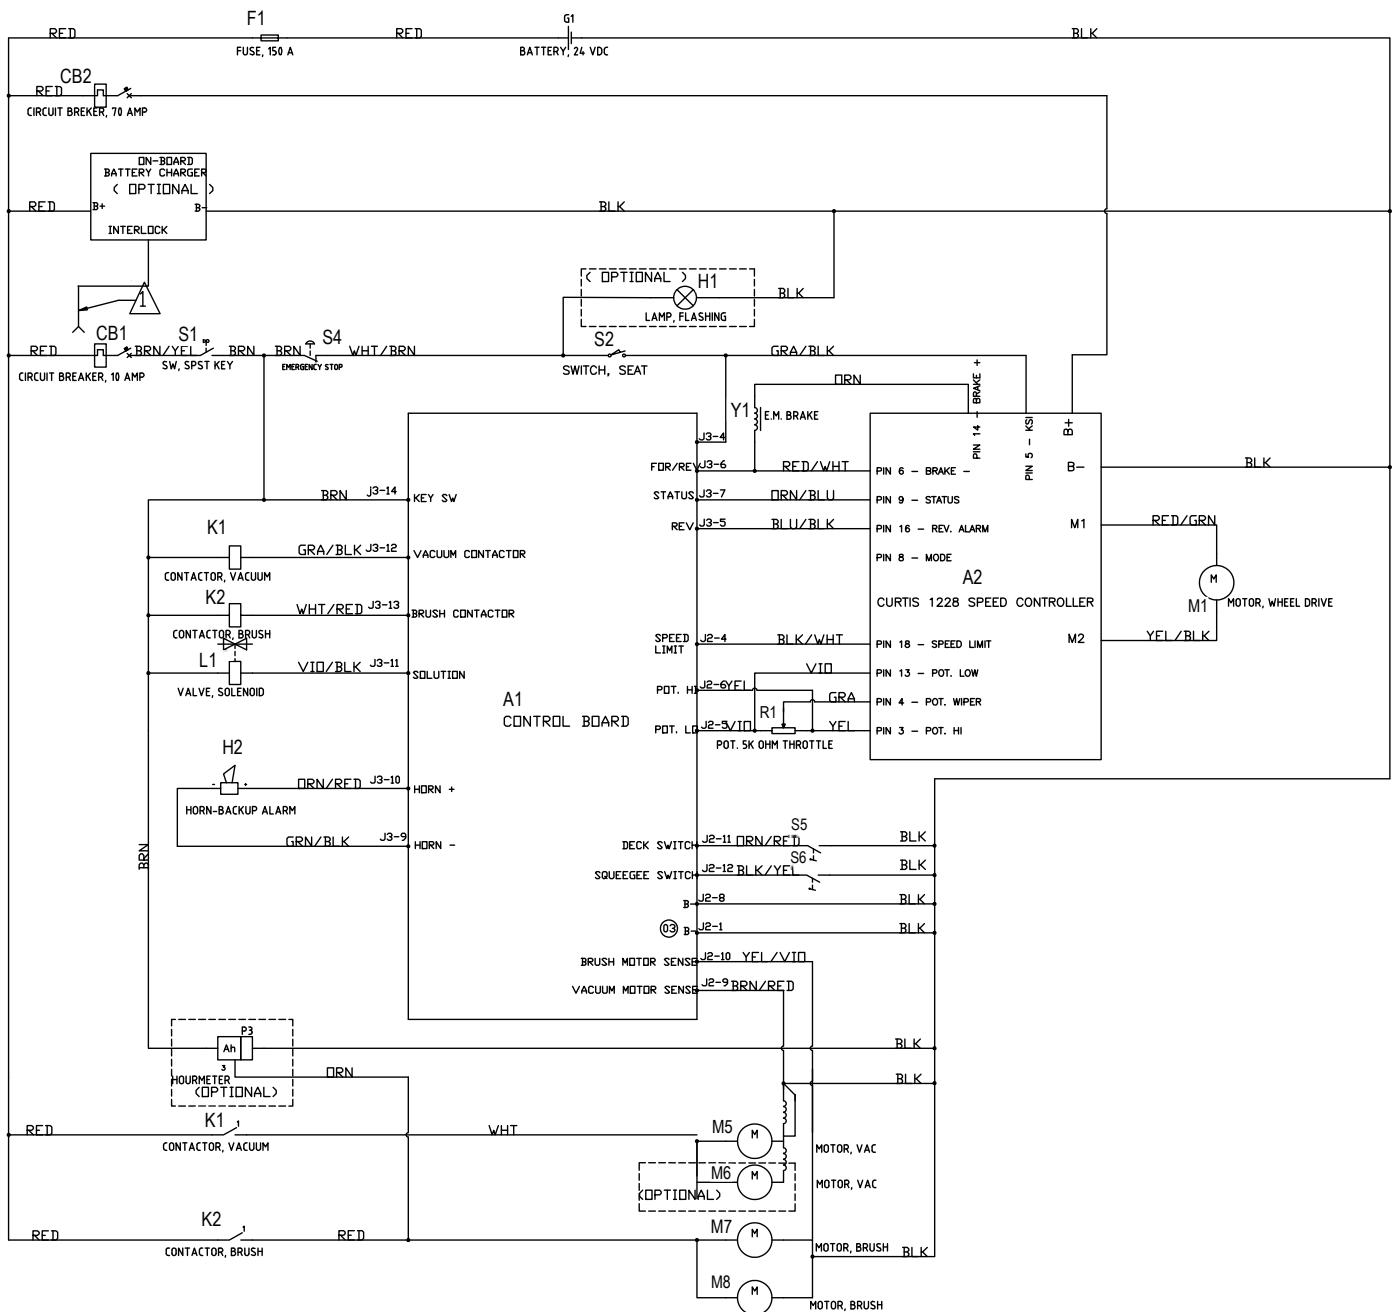 RED F1 RED G1 BLK
FUSE, 150 A BATTERY, 24 VDC
CB2
RED
CIRCUIT BREKER, 70 AMP
ON-BOARD
BATTERY CHARGER
( OPTIONAL )
RED B+ B- BLK
INTERLOCK
1
( OPTIONAL ) H1
BLK
LAMP, FLASHING
RED CB1 BRN/YEL S1 BRN BRN S4 WHT/BRN S2 GRA/BLK
CIRCUIT BREAKER, 10 AMP SW, SPST KEY EMERGENCY STOP SWITCH, SEAT
ORN
Y1 E.M. BRAKE
PIN 14 - BRAKE +
PIN 5 - KSI
B+
J3-4
FOR/REV J3-6 RED/WHT PIN 6 - BRAKE - B- BLK
BRN J3-14 KEY SW STATUS J3-7 ORN/BLU PIN 9 - STATUS
REV J3-5 BLU/BLK PIN 16 - REV. ALARM M1 RED/GRN
K1 GRA/BLK J3-12 VACUUM CONTACTOR PIN 8 - MODE
CONTACTOR, VACUUM
A2
CURTIS 1228 SPEED CONTROLLER
M
M1 MOTOR, WHEEL DRIVE
K2 WHT/RED J3-13 BRUSH CONTACTOR
CONTACTOR, BRUSH
SPEED
LIMIT J2-4 BLK/WHT PIN 18 - SPEED LIMIT M2 YEL/BLK
L1 VIO/BLK J3-11 SOLUTION
VALVE, SOLENOID
VIO PIN 13 - POT. LOW
POT. HI J2-6 YEL
R1 GRA PIN 4 - POT. WIPER
A1
CONTROL BOARD
POT. LO J2-5 VIO YEL PIN 3 - POT. HI
POT. 5K OHM THROTTLE
H2
- + ORN/RED J3-10 HORN +
HORN-BACKUP ALARM
GRN/BLK J3-9 HORN -
BRN
DECK SWITCH J2-11 ORN/RED S5 BLK
SQUEEGEE SWITCH J2-12 BLK/YEL S6 BLK
B- J2-8 BLK
03 B- J2-1 BLK
BRUSH MOTOR SENSE J2-10 YEL/VIO
VACUUM MOTOR SENSE J2-9 BRN/RED
P3
Ah BLK
3
HOURMETER ORN BLK
(OPTIONAL)
RED K1 1 WHT M5 M
CONTACTOR, VACUUM MOTOR, VAC
M6 M
(OPTIONAL) MOTOR, VAC
RED K2 1 RED M7 M
CONTACTOR, BRUSH MOTOR, BRUSH BLK
M8 M
MOTOR, BRUSH